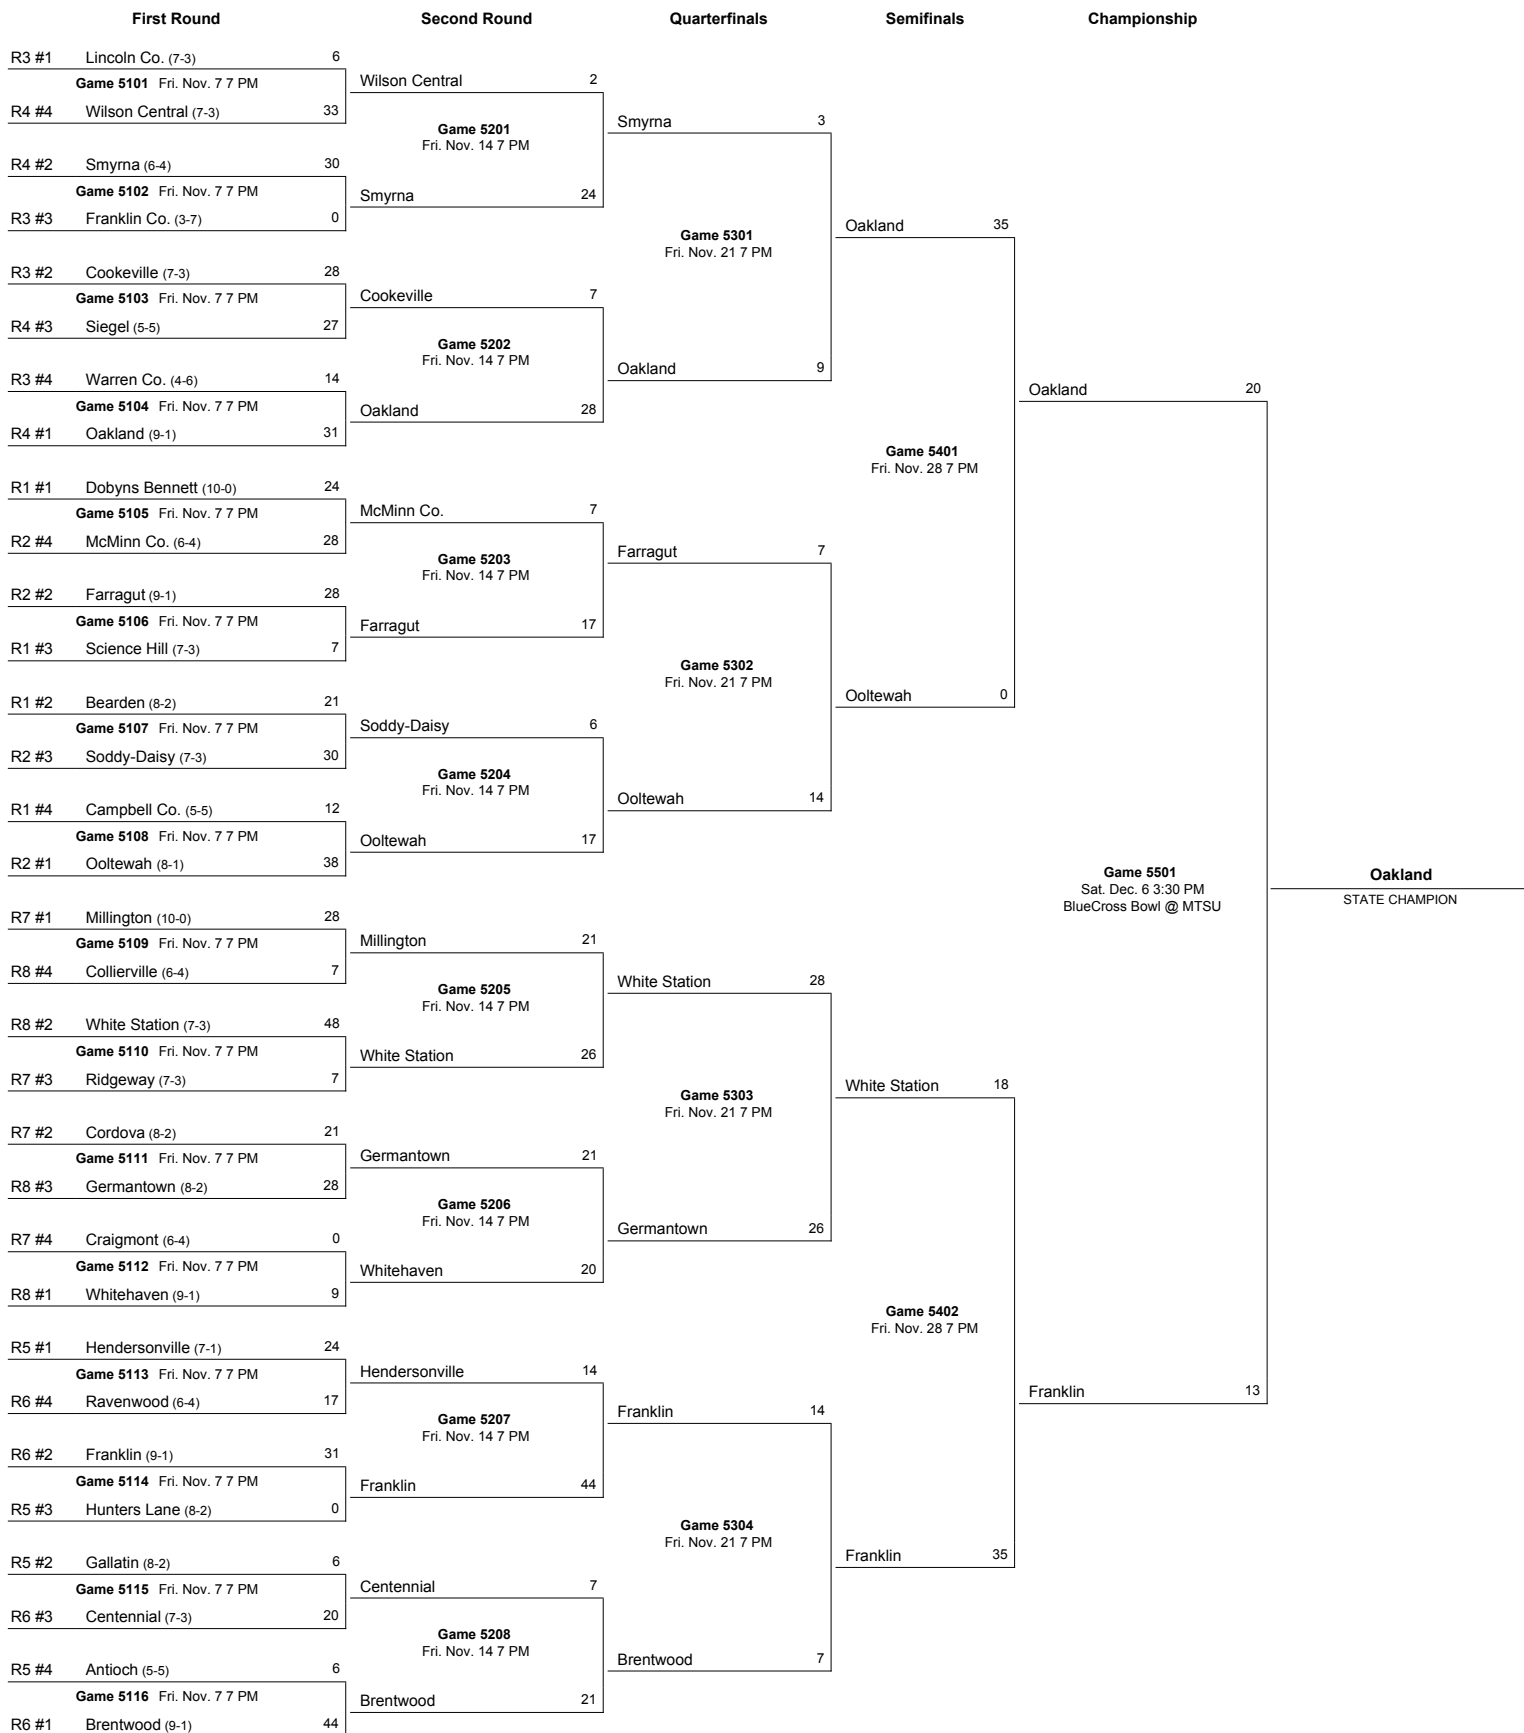 First Round Second Round Quarterfinals Semifinals Championship
R3 #1 Lincoln Co. (7-3) 6
Game 5101 Fri. Nov. 7 7 PM
R4 #4 Wilson Central (7-3) 33
R4 #2 Smyrna (6-4) 30
Game 5102 Fri. Nov. 7 7 PM
R3 #3 Franklin Co. (3-7) 0
R3 #2 Cookeville (7-3) 28
Game 5103 Fri. Nov. 7 7 PM
R4 #3 Siegel (5-5) 27
R3 #4 Warren Co. (4-6) 14
Game 5104 Fri. Nov. 7 7 PM
R4 #1 Oakland (9-1) 31
R1 #1 Dobyns Bennett (10-0) 24
Game 5105 Fri. Nov. 7 7 PM
R2 #4 McMinn Co. (6-4) 28
R2 #2 Farragut (9-1) 28
Game 5106 Fri. Nov. 7 7 PM
R1 #3 Science Hill (7-3) 7
R1 #2 Bearden (8-2) 21
Game 5107 Fri. Nov. 7 7 PM
R2 #3 Soddy-Daisy (7-3) 30
R1 #4 Campbell Co. (5-5) 12
Game 5108 Fri. Nov. 7 7 PM
R2 #1 Ooltewah (8-1) 38
R7 #1 Millington (10-0) 28
Game 5109 Fri. Nov. 7 7 PM
R8 #4 Collierville (6-4) 7
R8 #2 White Station (7-3) 48
Game 5110 Fri. Nov. 7 7 PM
R7 #3 Ridgeway (7-3) 7
R7 #2 Cordova (8-2) 21
Game 5111 Fri. Nov. 7 7 PM
R8 #3 Germantown (8-2) 28
R7 #4 Craigmont (6-4) 0
Game 5112 Fri. Nov. 7 7 PM
R8 #1 Whitehaven (9-1) 9
R5 #1 Hendersonville (7-1) 24
Game 5113 Fri. Nov. 7 7 PM
R6 #4 Ravenwood (6-4) 17
R6 #2 Franklin (9-1) 31
Game 5114 Fri. Nov. 7 7 PM
R5 #3 Hunters Lane (8-2) 0
R5 #2 Gallatin (8-2) 6
Game 5115 Fri. Nov. 7 7 PM
R6 #3 Centennial (7-3) 20
R5 #4 Antioch (5-5) 6
Game 5116 Fri. Nov. 7 7 PM
R6 #1 Brentwood (9-1) 44
Wilson Central 2
Game 5201
Fri. Nov. 14 7 PM
Smyrna 24
Cookeville 7
Game 5202
Fri. Nov. 14 7 PM
Oakland 28
McMinn Co. 7
Game 5203
Fri. Nov. 14 7 PM
Farragut 17
Soddy-Daisy 6
Game 5204
Fri. Nov. 14 7 PM
Ooltewah 17
Millington 21
Game 5205
Fri. Nov. 14 7 PM
White Station 26
Germantown 21
Game 5206
Fri. Nov. 14 7 PM
Whitehaven 20
Hendersonville 14
Game 5207
Fri. Nov. 14 7 PM
Franklin 44
Centennial 7
Game 5208
Fri. Nov. 14 7 PM
Brentwood 21
Smyrna 3
Game 5301
Fri. Nov. 21 7 PM
Oakland 9
Farragut 7
Game 5302
Fri. Nov. 21 7 PM
Ooltewah 14
White Station 28
Game 5303
Fri. Nov. 21 7 PM
Germantown 26
Franklin 14
Game 5304
Fri. Nov. 21 7 PM
Brentwood 7
Oakland 35
Game 5401
Fri. Nov. 28 7 PM
Ooltewah 0
White Station 18
Game 5402
Fri. Nov. 28 7 PM
Franklin 35
Oakland 20
Game 5501
Sat. Dec. 6 3:30 PM
BlueCross Bowl @ MTSU
Franklin 13
Oakland
STATE CHAMPION